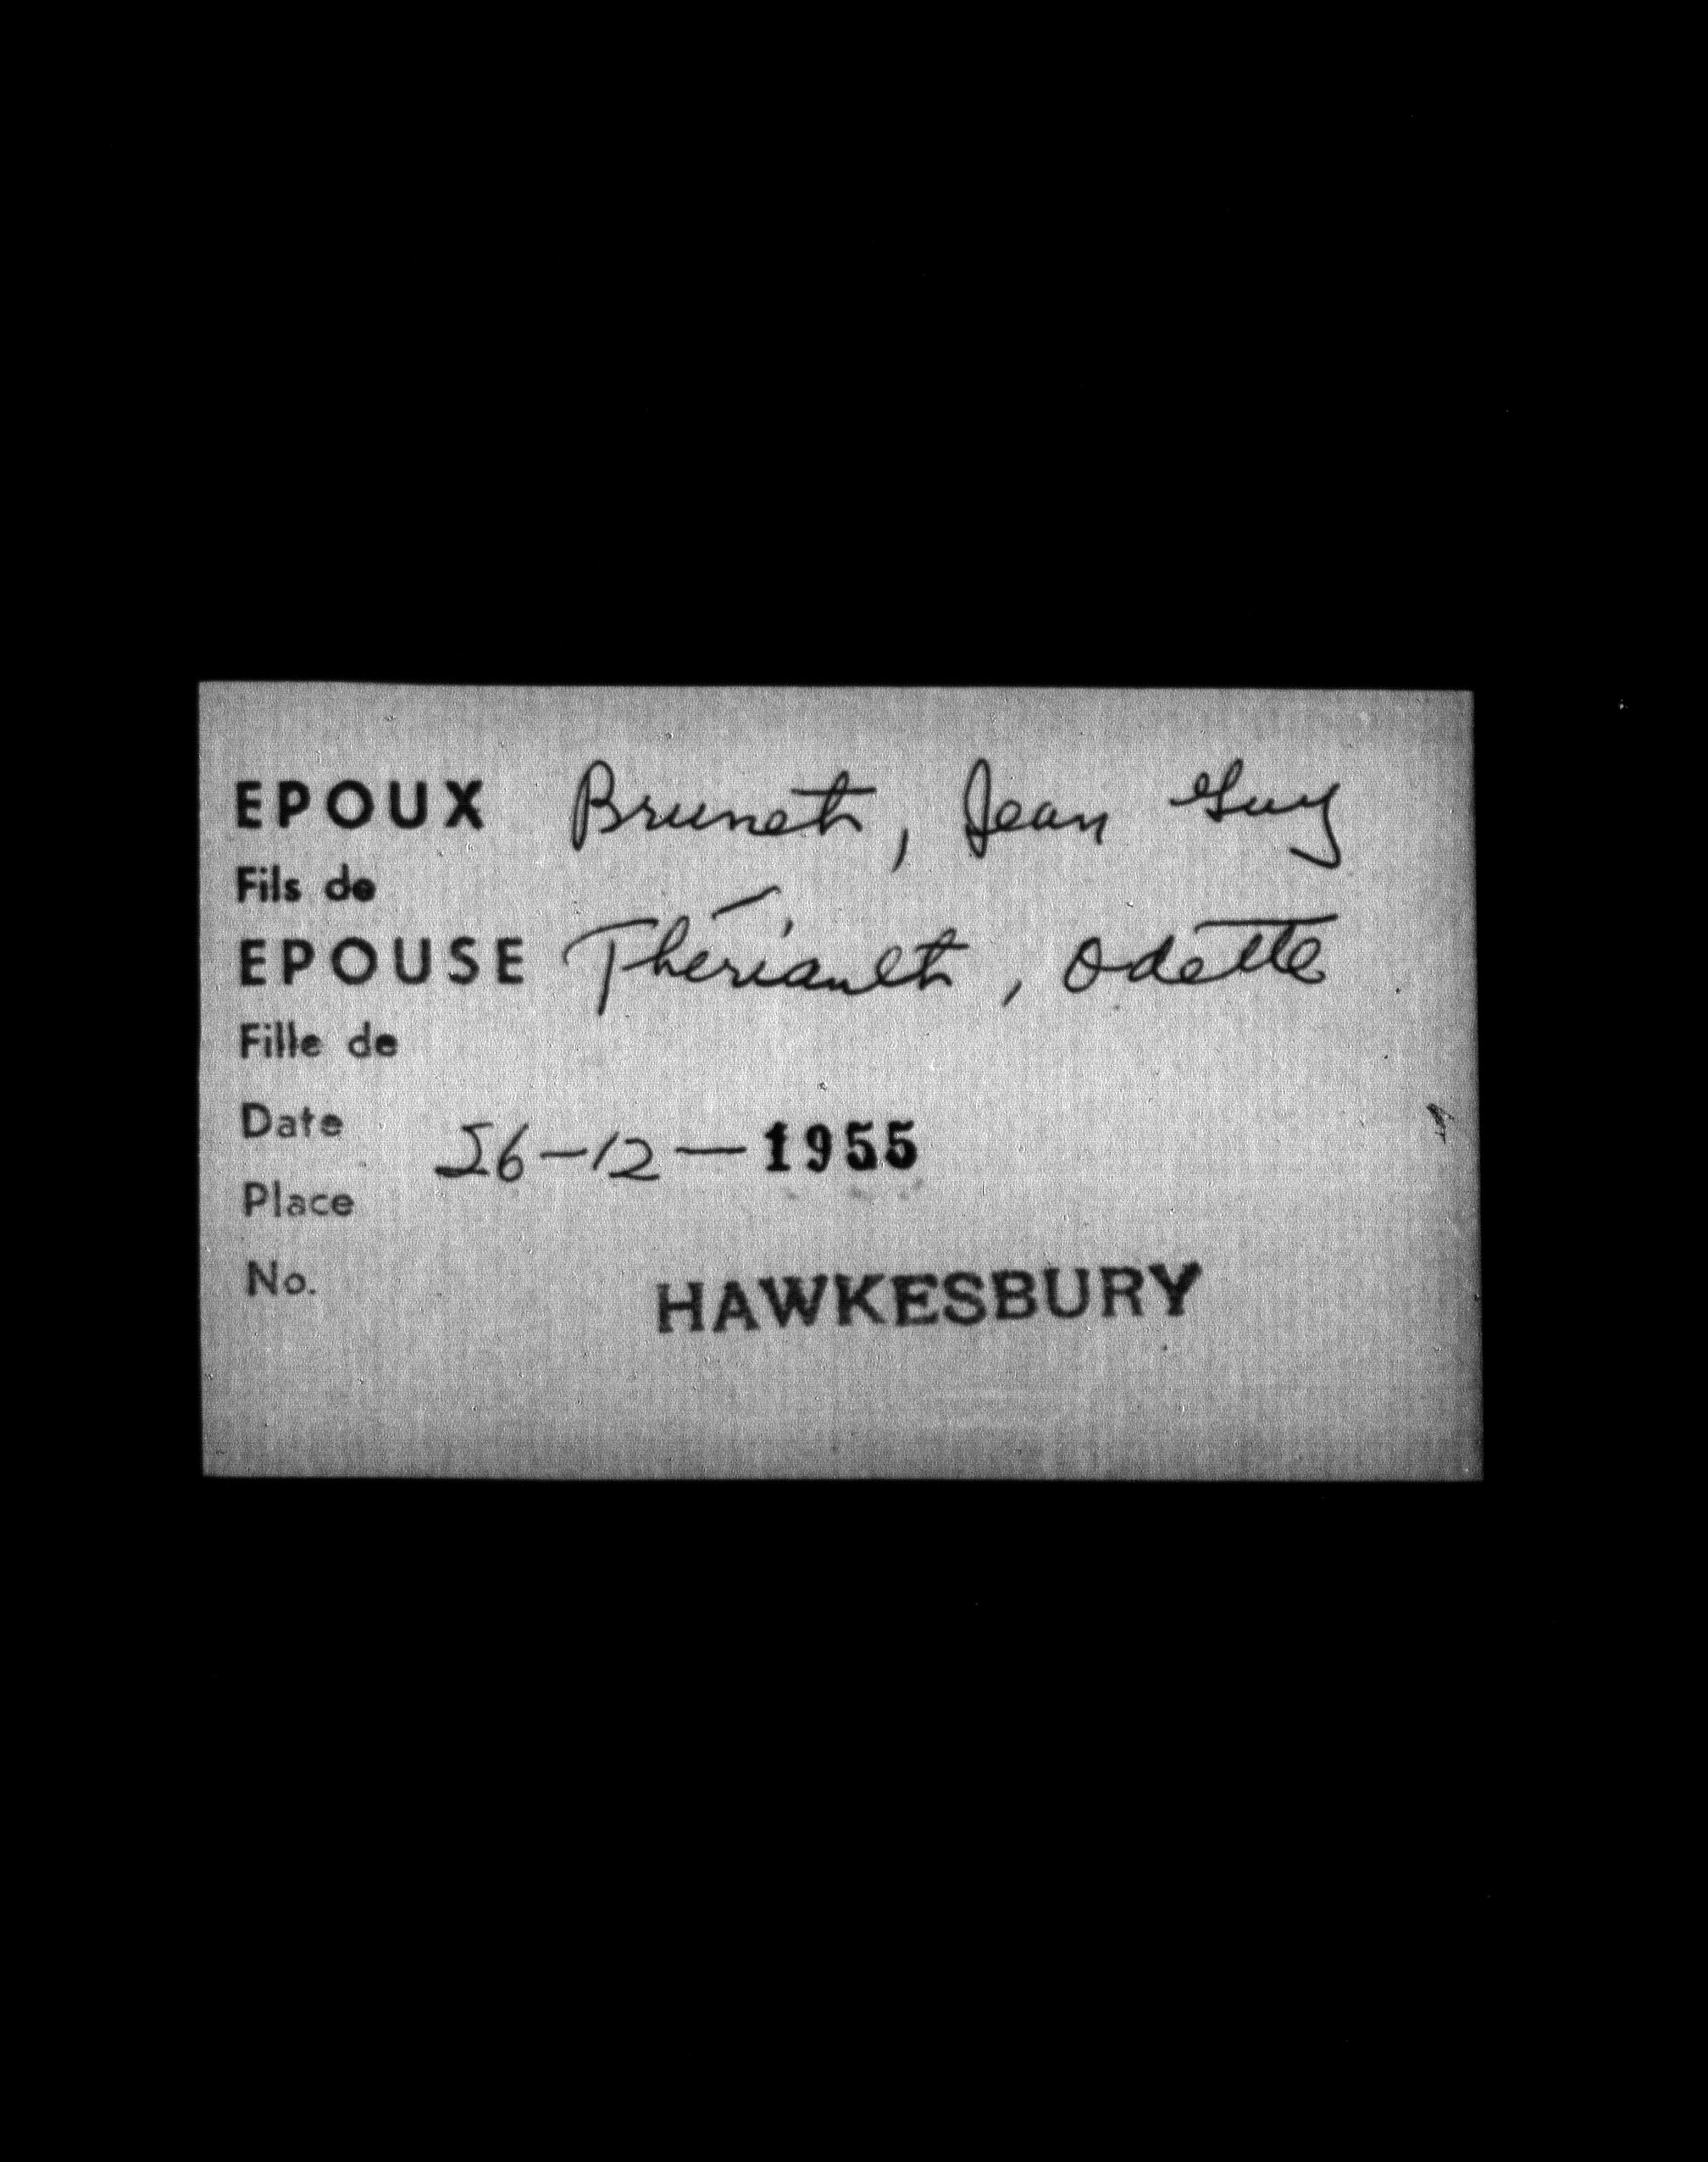 EPOUX Brunet, Jean Guy
Fils de
EPOUSE Thériault, Odette
Fille de
Date 26-12-1955
Place
No. HAWKESBURY